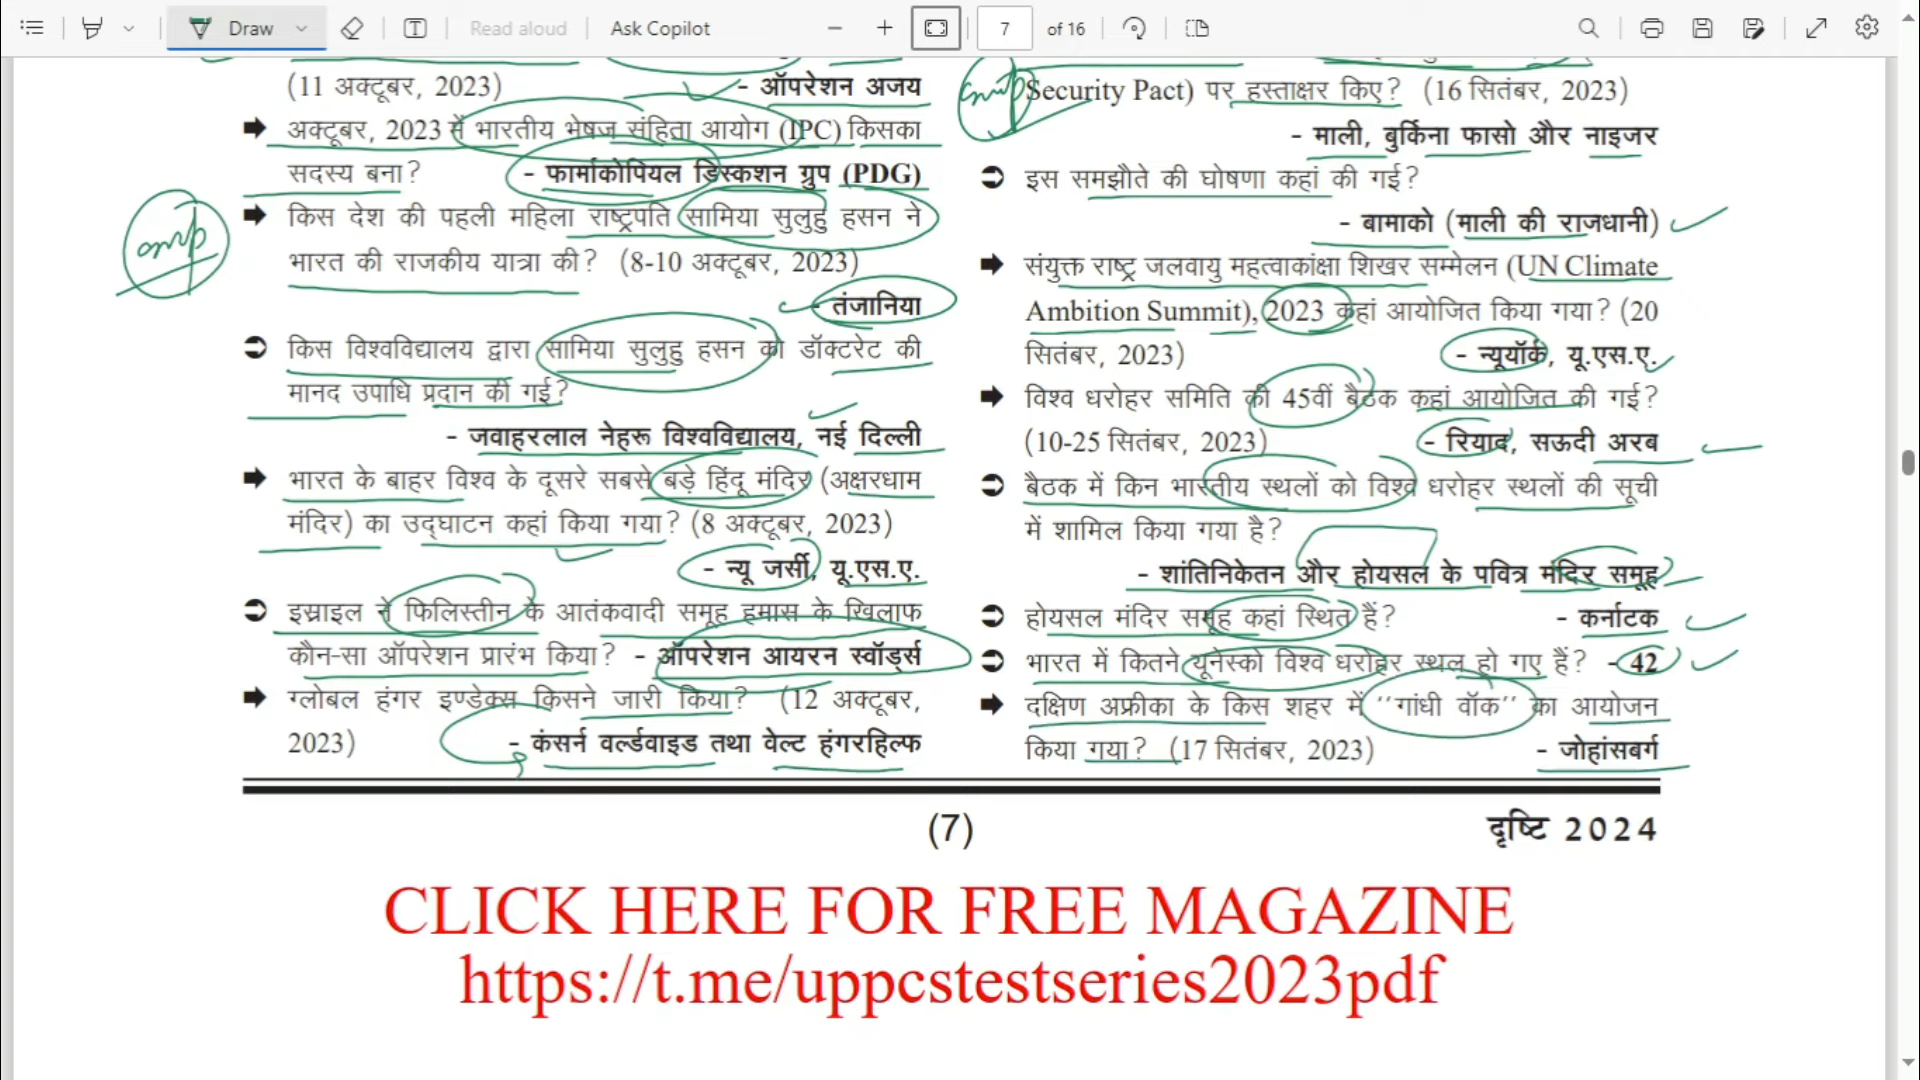 Draw
Read aloud
Ask Copilot
7
of 16
(11 अक्टूबर, 2023)
- ऑपरेशन अजय
अक्टूबर, 2023 में भारतीय भेषज संहिता आयोग (IPC) किसका
सदस्य बना?
- फार्माकोपियल डिस्कशन ग्रुप (PDG)
किस देश की पहली महिला राष्ट्रपति सामिया सुलुहु हसन ने
भारत की राजकीय यात्रा की? (8-10 अक्टूबर, 2023)
- तंजानिया
किस विश्वविद्यालय द्वारा सामिया सुलुहु हसन को डॉक्टरेट की
मानद उपाधि प्रदान की गई?
- जवाहरलाल नेहरू विश्वविद्यालय, नई दिल्ली
भारत के बाहर विश्व के दूसरे सबसे बड़े हिंदू मंदिर (अक्षरधाम
मंदिर) का उद्घाटन कहां किया गया? (8 अक्टूबर, 2023)
- न्यू जर्सी, यू.एस.ए.
इस्राइल ने फिलिस्तीन के आतंकवादी समूह हमास के खिलाफ
कौन-सा ऑपरेशन प्रारंभ किया? - ऑपरेशन आयरन स्वॉर्ड्स
ग्लोबल हंगर इण्डेक्स किसने जारी किया? (12 अक्टूबर,
2023)
- कंसर्न वर्ल्डवाइड तथा वेल्ट हंगरहिल्फ
imp
imp
Security Pact) पर हस्ताक्षर किए? (16 सितंबर, 2023)
- माली, बुर्किना फासो और नाइजर
इस समझौते की घोषणा कहां की गई?
- बामाको (माली की राजधानी)
संयुक्त राष्ट्र जलवायु महत्वाकांक्षा शिखर सम्मेलन (UN Climate
Ambition Summit), 2023 कहां आयोजित किया गया? (20
सितंबर, 2023)
- न्यूयॉर्क, यू.एस.ए.
विश्व धरोहर समिति की 45वीं बैठक कहां आयोजित की गई?
(10-25 सितंबर, 2023)
- रियाद, सऊदी अरब
बैठक में किन भारतीय स्थलों को विश्व धरोहर स्थलों की सूची
में शामिल किया गया है?
- शांतिनिकेतन और होयसल के पवित्र मंदिर समूह
होयसल मंदिर समूह कहां स्थित हैं?
- कर्नाटक
भारत में कितने यूनेस्को विश्व धरोहर स्थल हो गए हैं? - 42
दक्षिण अफ्रीका के किस शहर में ''गांधी वॉक'' का आयोजन
किया गया? (17 सितंबर, 2023)
- जोहांसबर्ग
(7)
दृष्टि 2024
CLICK HERE FOR FREE MAGAZINE
https://t.me/uppcstestseries2023pdf